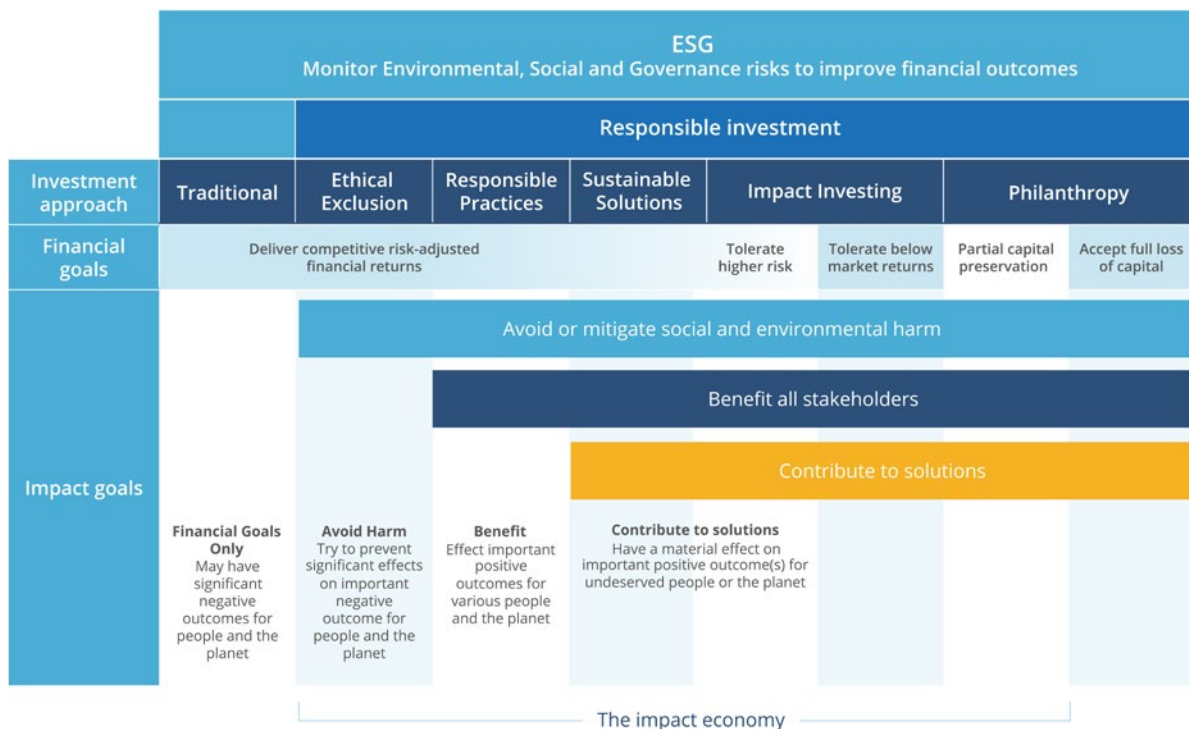 ESG
Monitor Environmental, Social and Governance risks to improve financial outcomes
Responsible investment
Investment
approach
Traditional
Ethical
Exclusion
Responsible
Practices
Sustainable
Solutions
Impact Investing
Philanthropy
Financial
goals
Deliver competitive risk-adjusted
financial returns
Tolerate
higher risk
Tolerate below
market returns
Partial capital
preservation
Accept full loss
of capital
Impact goals
Avoid or mitigate social and environmental harm
Benefit all stakeholders
Contribute to solutions
Financial Goals
Only
May have
significant
negative
outcomes for
people and the
planet
Avoid Harm
Try to prevent
significant effects
on important
negative
outcome for
people and the
planet
Benefit
Effect important
positive
outcomes for
various people
and the planet
Contribute to solutions
Have a material effect on
important positive outcome(s) for
undeserved people or the planet
The impact economy